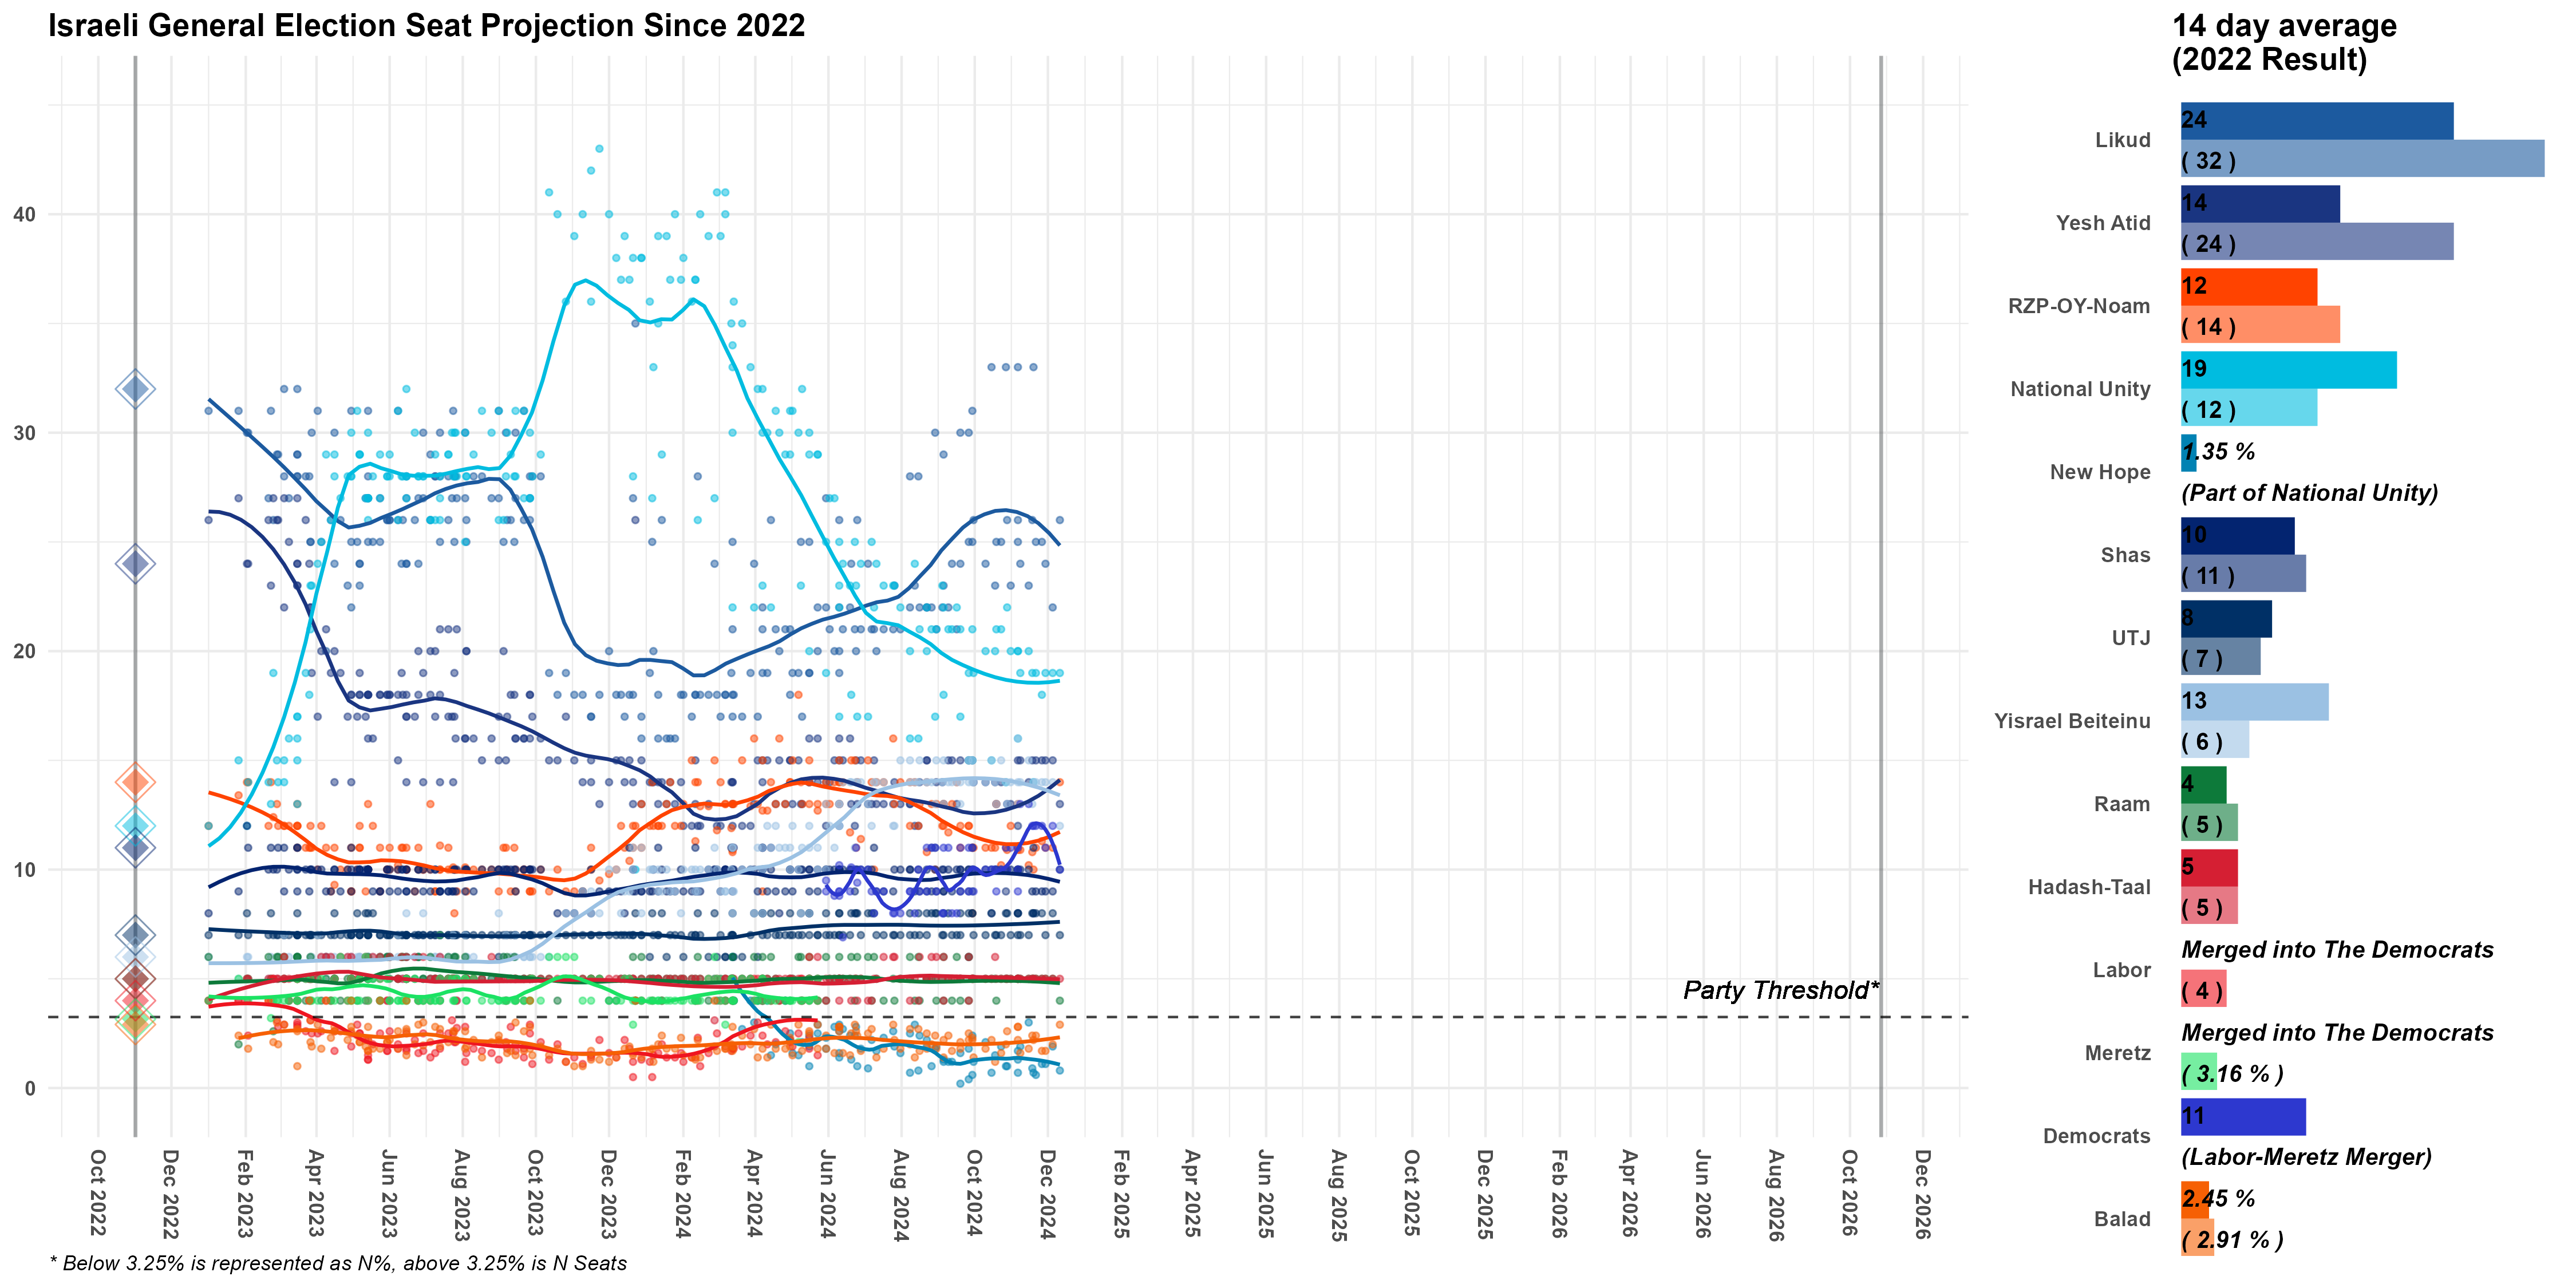 Israeli General Election Seat Projection Since 2022
14 day average
(2022 Result)
40
30
20
10
0
Party Threshold*
Oct 2022
Dec 2022
Feb 2023
Apr 2023
Jun 2023
Aug 2023
Oct 2023
Dec 2023
Feb 2024
Apr 2024
Jun 2024
Aug 2024
Oct 2024
Dec 2024
Feb 2025
Apr 2025
Jun 2025
Aug 2025
Oct 2025
Dec 2025
Feb 2026
Apr 2026
Jun 2026
Aug 2026
Oct 2026
Dec 2026
* Below 3.25% is represented as N%, above 3.25% is N Seats
Likud
24
( 32 )
Yesh Atid
14
( 24 )
RZP-OY-Noam
12
( 14 )
National Unity
19
( 12 )
New Hope
1.35 %
(Part of National Unity)
Shas
10
( 11 )
UTJ
8
( 7 )
Yisrael Beiteinu
13
( 6 )
Raam
4
( 5 )
Hadash-Taal
5
( 5 )
Labor
Merged into The Democrats
( 4 )
Meretz
Merged into The Democrats
( 3.16 % )
Democrats
11
(Labor-Meretz Merger)
Balad
2.45 %
( 2.91 % )